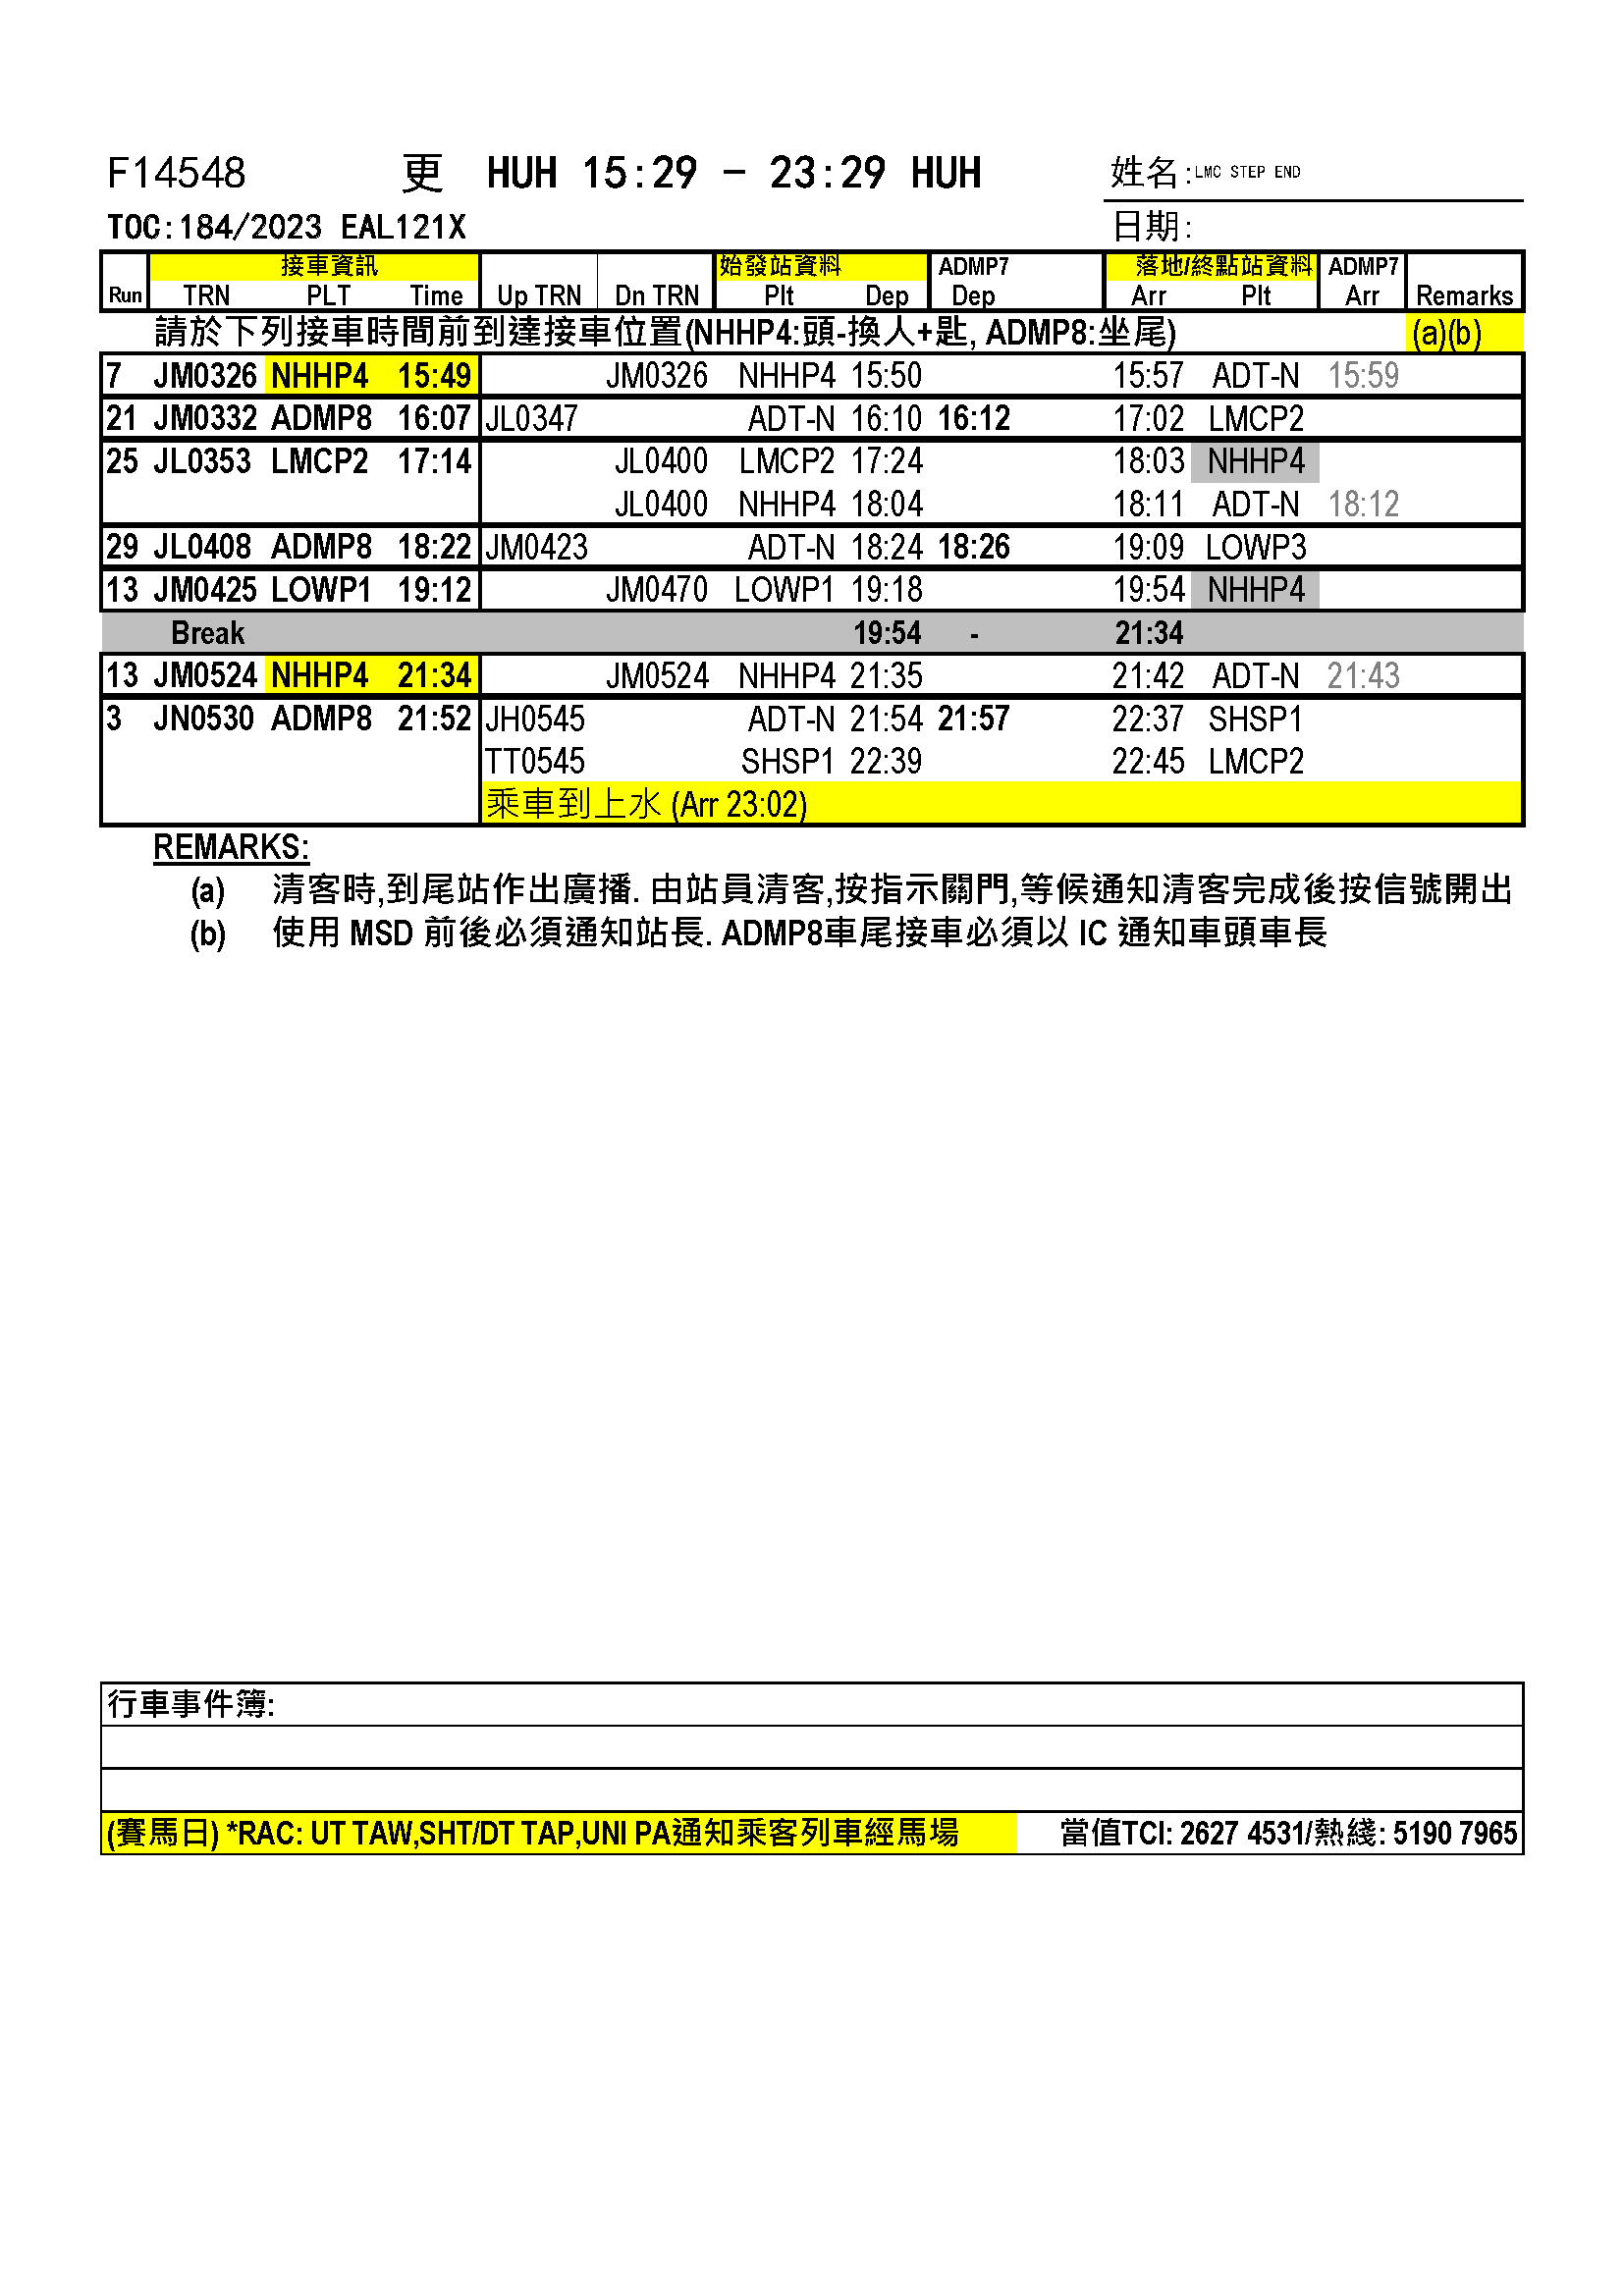 F14548 更 HUH 15:29 - 23:29 HUH 姓名:LMC STEP END
TOC:184/2023 EAL121X 日期:
接車資訊 始發站資料 ADMP7 落地/終點站資料 ADMP7
Run TRN PLT Time Up TRN Dn TRN Plt Dep Dep Arr Plt Arr Remarks
請於下列接車時間前到達接車位置(NHHP4:頭-換人+匙, ADMP8:坐尾) (a)(b)
7 JM0326 NHHP4 15:49 JM0326 NHHP4 15:50 15:57 ADT-N 15:59
21 JM0332 ADMP8 16:07 JL0347 ADT-N 16:10 16:12 17:02 LMCP2
25 JL0353 LMCP2 17:14 JL0400 LMCP2 17:24 18:03 NHHP4
JL0400 NHHP4 18:04 18:11 ADT-N 18:12
29 JL0408 ADMP8 18:22 JM0423 ADT-N 18:24 18:26 19:09 LOWP3
13 JM0425 LOWP1 19:12 JM0470 LOWP1 19:18 19:54 NHHP4
Break 19:54 - 21:34
13 JM0524 NHHP4 21:34 JM0524 NHHP4 21:35 21:42 ADT-N 21:43
3 JN0530 ADMP8 21:52 JH0545 ADT-N 21:54 21:57 22:37 SHSP1
TT0545 SHSP1 22:39 22:45 LMCP2
乘車到上水 (Arr 23:02)
REMARKS:
(a) 清客時,到尾站作出廣播. 由站員清客,按指示關門,等候通知清客完成後按信號開出
(b) 使用 MSD 前後必須通知站長. ADMP8車尾接車必須以 IC 通知車頭車長
行車事件簿:
(賽馬日) *RAC: UT TAW,SHT/DT TAP,UNI PA通知乘客列車經馬場 當值TCI: 2627 4531/熱綫: 5190 7965